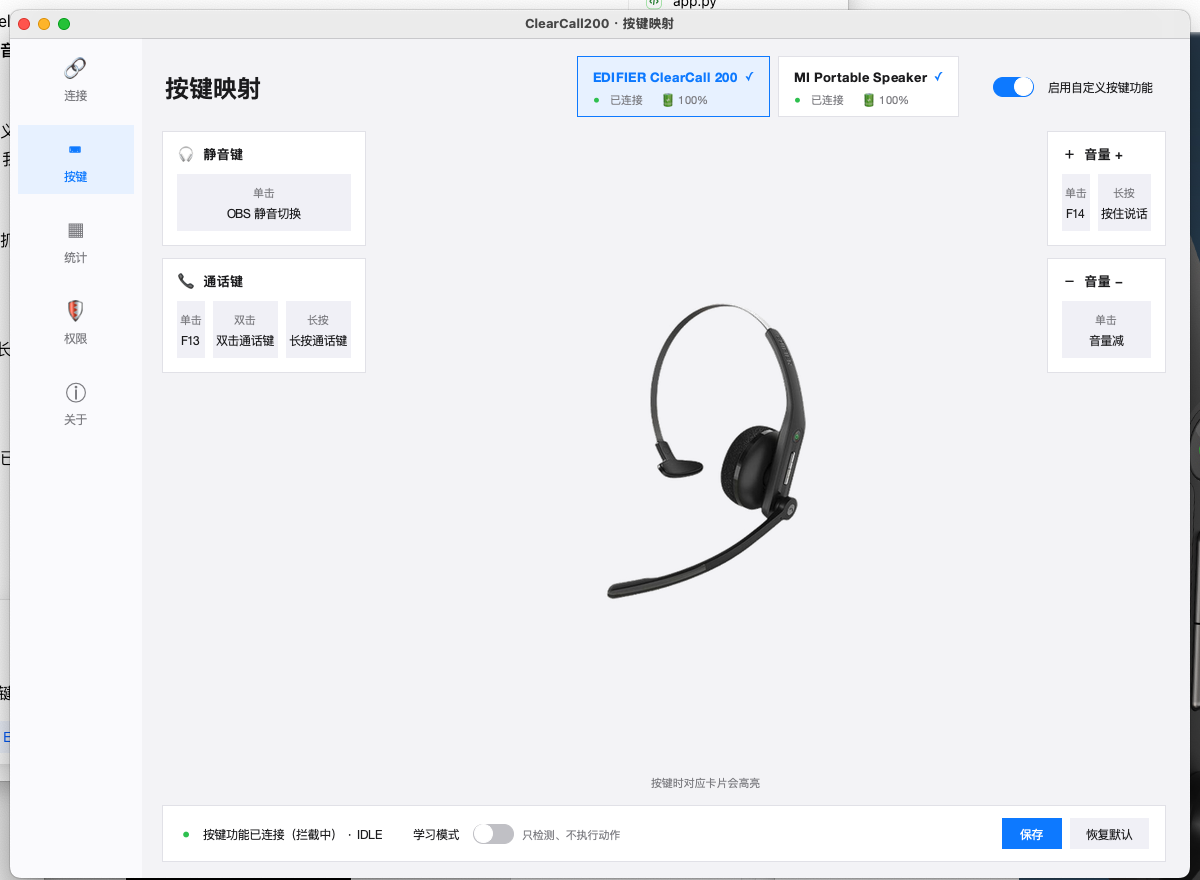 app.py
ClearCall200 · 按键映射
连接
按键
统计
权限
关于
按键映射
EDIFIER ClearCall 200 ✓
已连接 100%
MI Portable Speaker ✓
已连接 100%
启用自定义按键功能
静音键
单击
OBS 静音切换
通话键
单击 双击 长按
F13 双击通话键 长按通话键
+ 音量 +
单击 长按
F14 按住说话
− 音量 −
单击
音量减
按键时对应卡片会高亮
按键功能已连接（拦截中） · IDLE
学习模式
只检测、不执行动作
保存
恢复默认